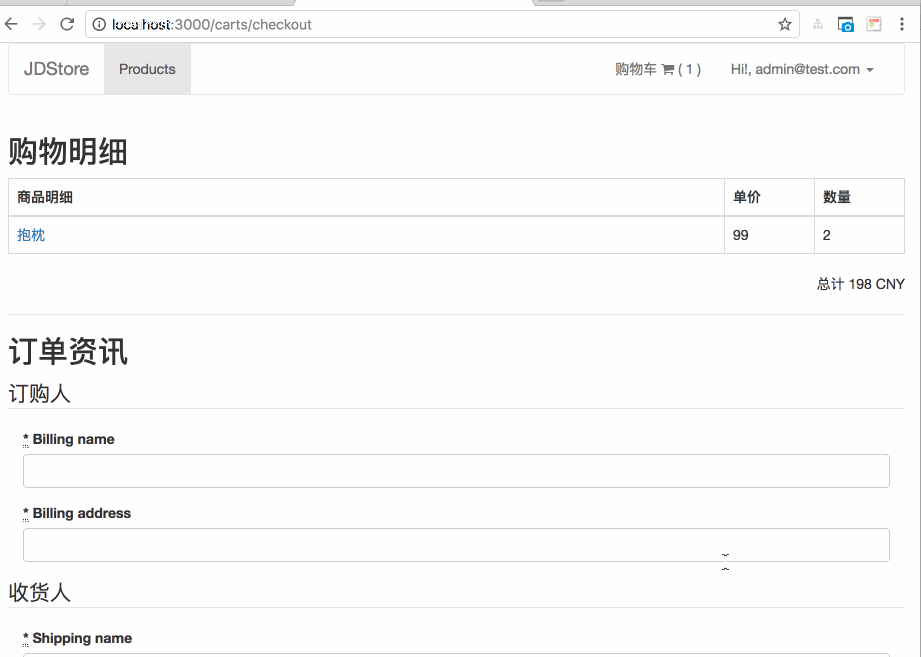 localhost:3000/carts/checkout
JDStore Products 购物车 ( 1 ) Hi!, admin@test.com
购物明细
商品明细 单价 数量
抱枕 99 2
总计 198 CNY
订单资讯
订购人
* Billing name
* Billing address
收货人
* Shipping name